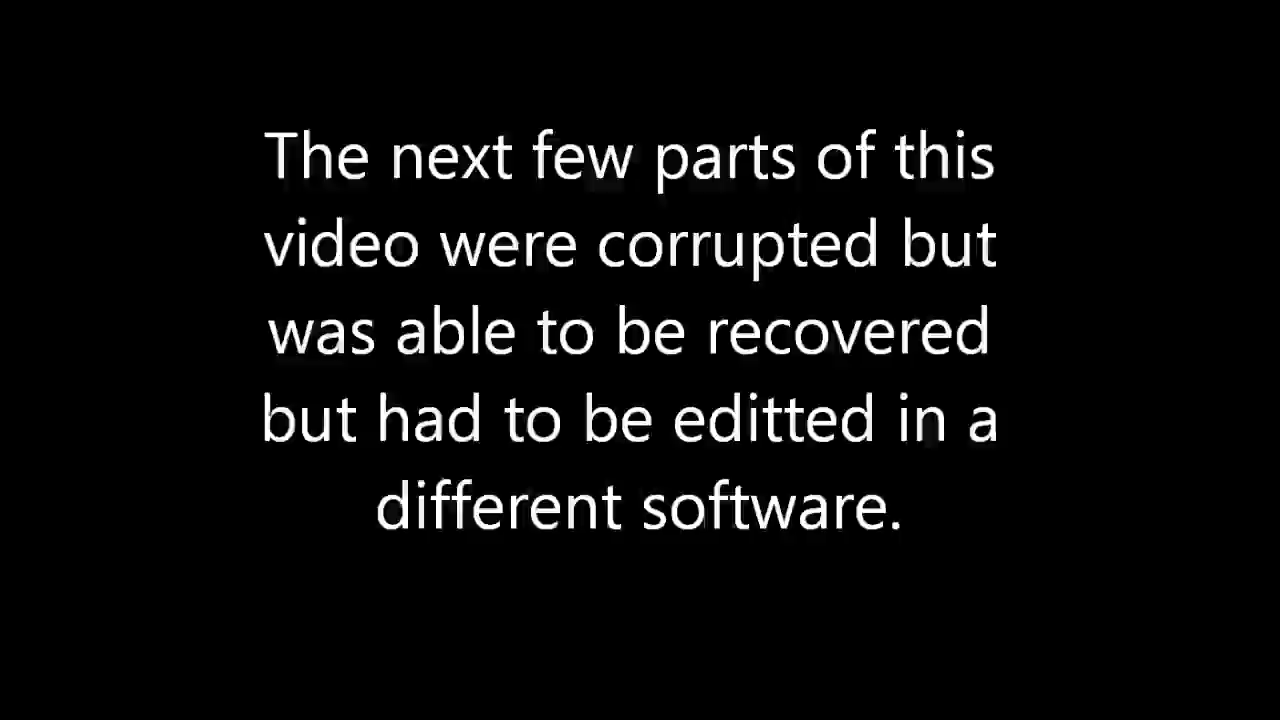 The next few parts of this
video were corrupted but
was able to be recovered
but had to be editted in a
different software.